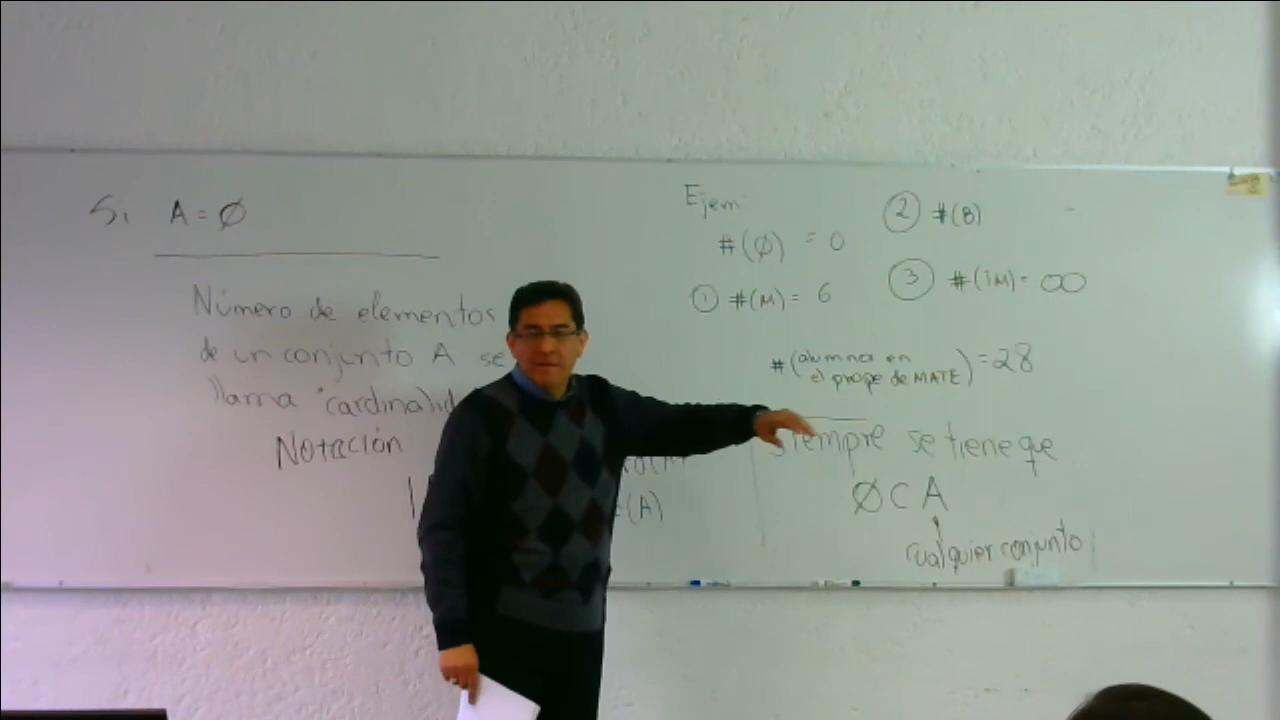 Si A = Ø
Número de elementos
de un conjunto A se
llama "cardinalid
Notación
(A)
Ejem:
#(Ø) = 0
① #(M) = 6
② #(B)
③ #(IM) = ∞
#(alumnos en
el prope de MATE) = 28
Siempre se tiene que
Ø ⊂ A
cualquier conjunto